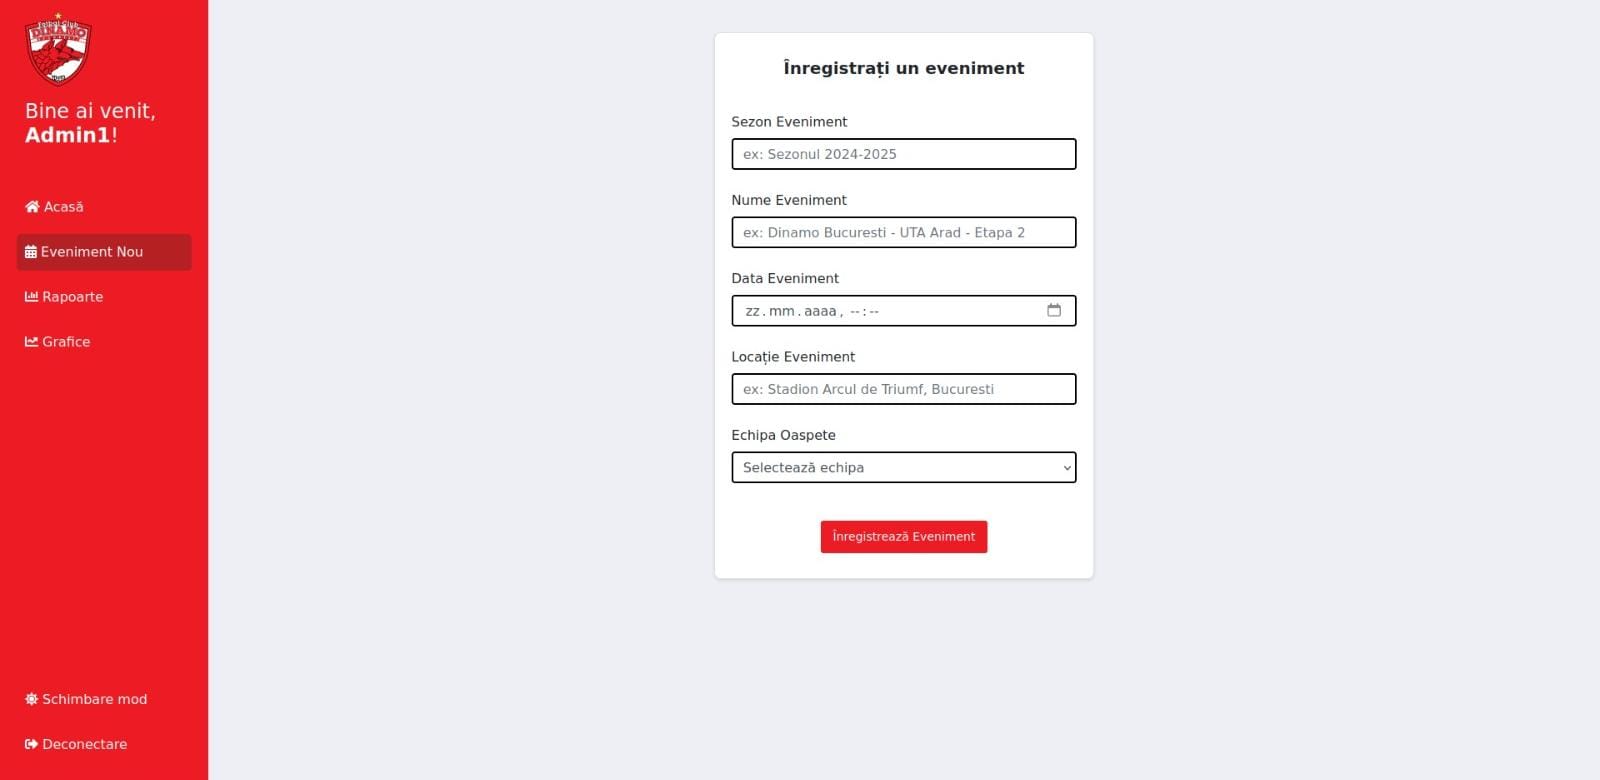 Fotbal Club
DINAMO
Bine ai venit,
Admin1!
Acasă
Eveniment Nou
Rapoarte
Grafice
Schimbare mod
Deconectare
Înregistrați un eveniment
Sezon Eveniment
ex: Sezonul 2024-2025
Nume Eveniment
ex: Dinamo Bucuresti - UTA Arad - Etapa 2
Data Eveniment
zz.mm.aaaa, --:--
Locație Eveniment
ex: Stadion Arcul de Triumf, Bucuresti
Echipa Oaspete
Selectează echipa
Înregistrează Eveniment